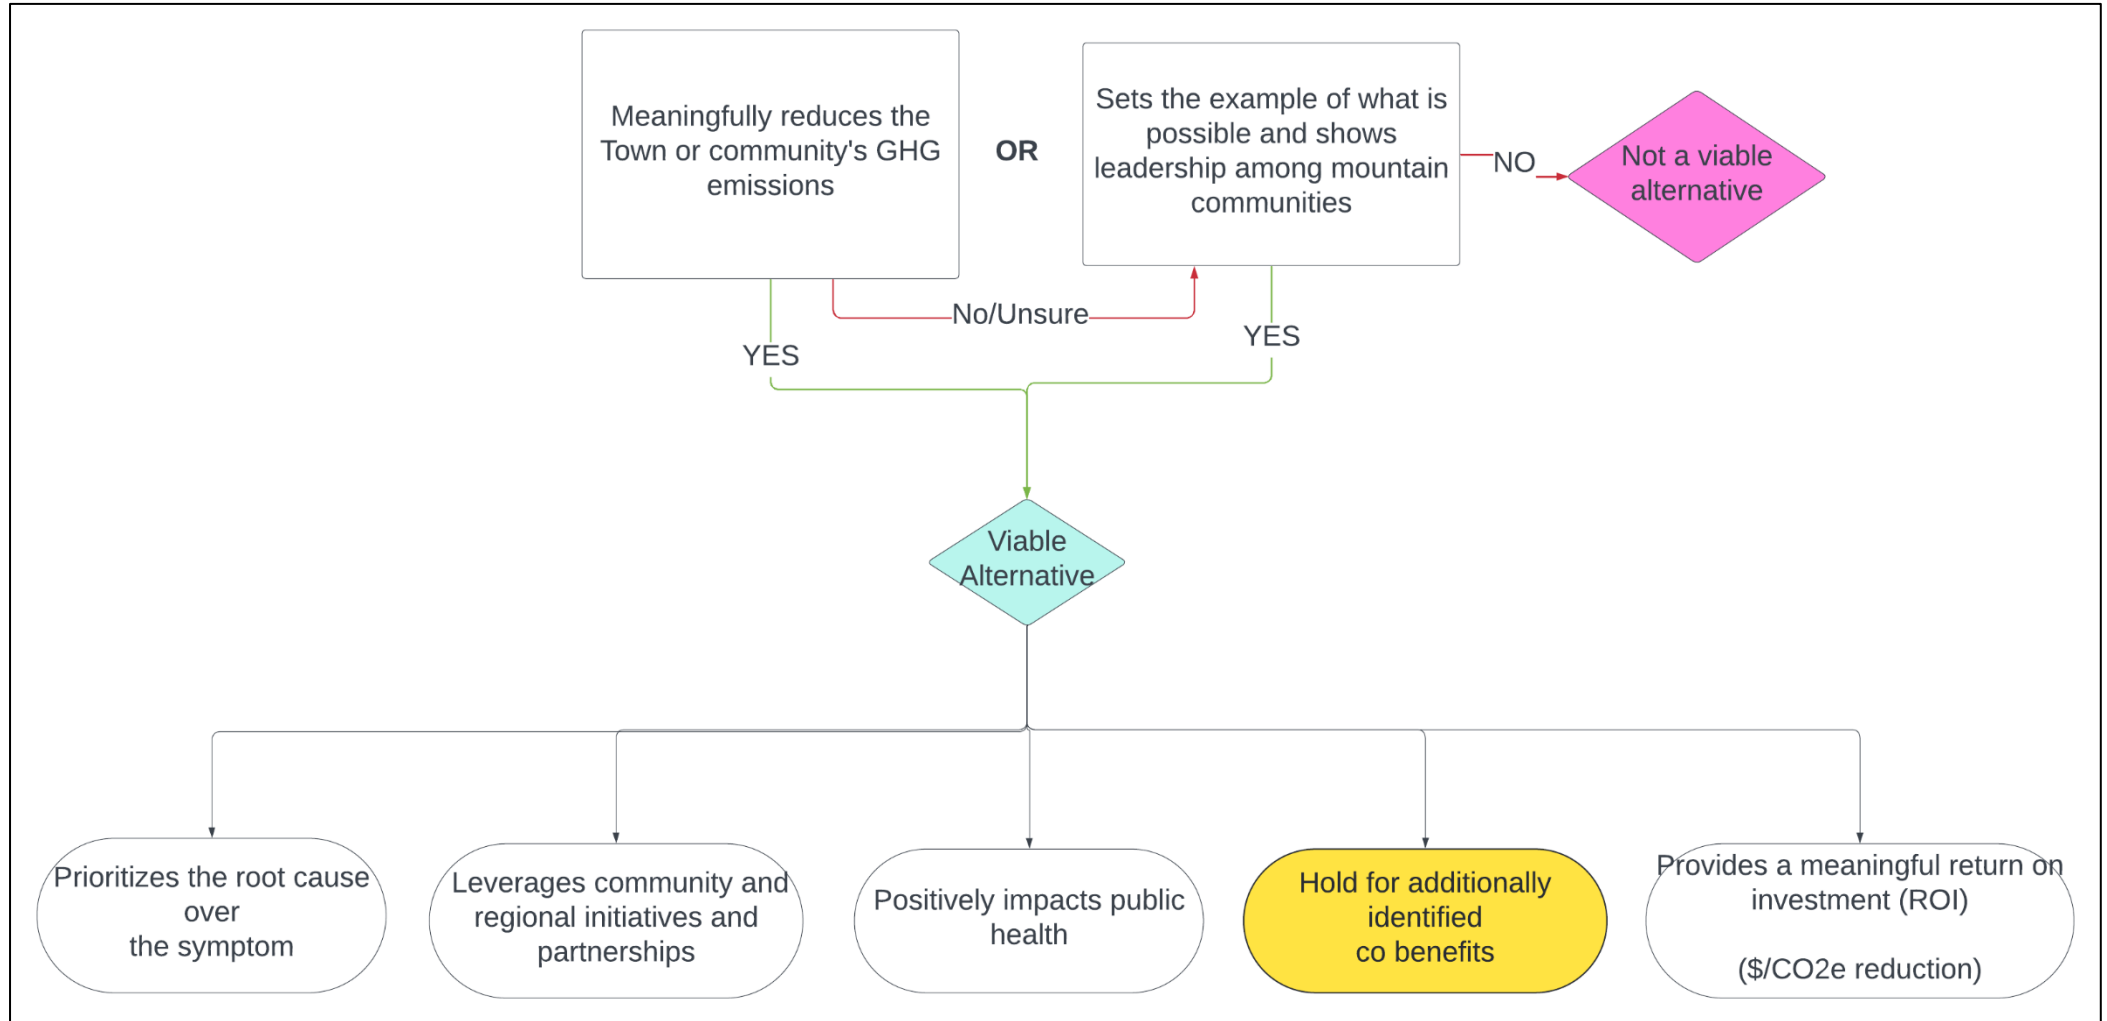 Meaningfully reduces the
Town or community's GHG
emissions
OR
Sets the example of what is
possible and shows
leadership among mountain
communities
NO
Not a viable
alternative
No/Unsure
YES
YES
Viable
Alternative
Prioritizes the root cause
over
the symptom
Leverages community and
regional initiatives and
partnerships
Positively impacts public
health
Hold for additionally
identified
co benefits
Provides a meaningful return on
investment (ROI)
($/CO2e reduction)